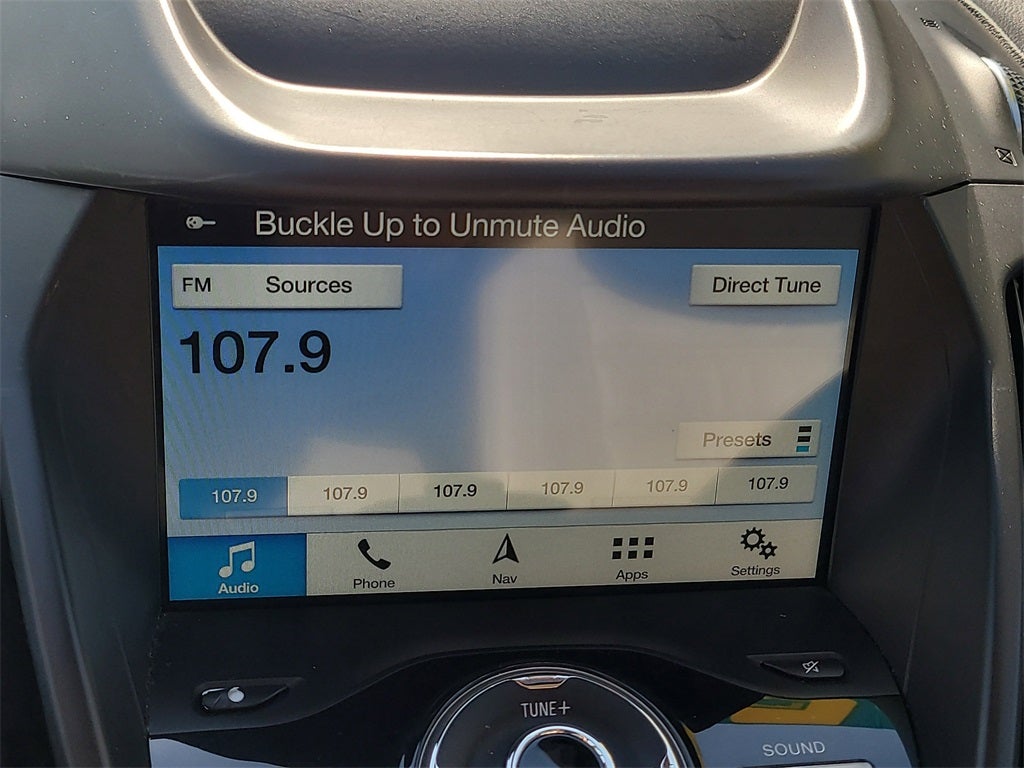 Buckle Up to Unmute Audio
FM Sources Direct Tune
107.9
Presets
107.9 107.9 107.9 107.9 107.9 107.9
Audio Phone Nav Apps Settings
TUNE+
SOUND